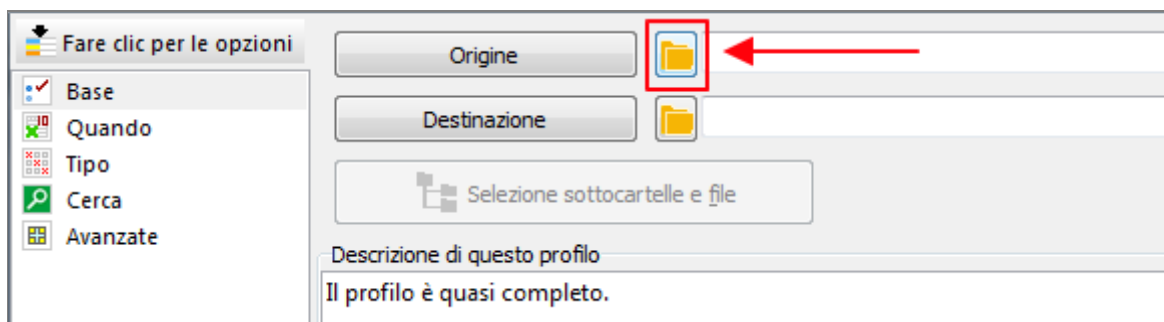 Fare clic per le opzioni
Base
Quando
Tipo
Cerca
Avanzate
Origine
Destinazione
Selezione sottocartelle e file
Descrizione di questo profilo
Il profilo è quasi completo.